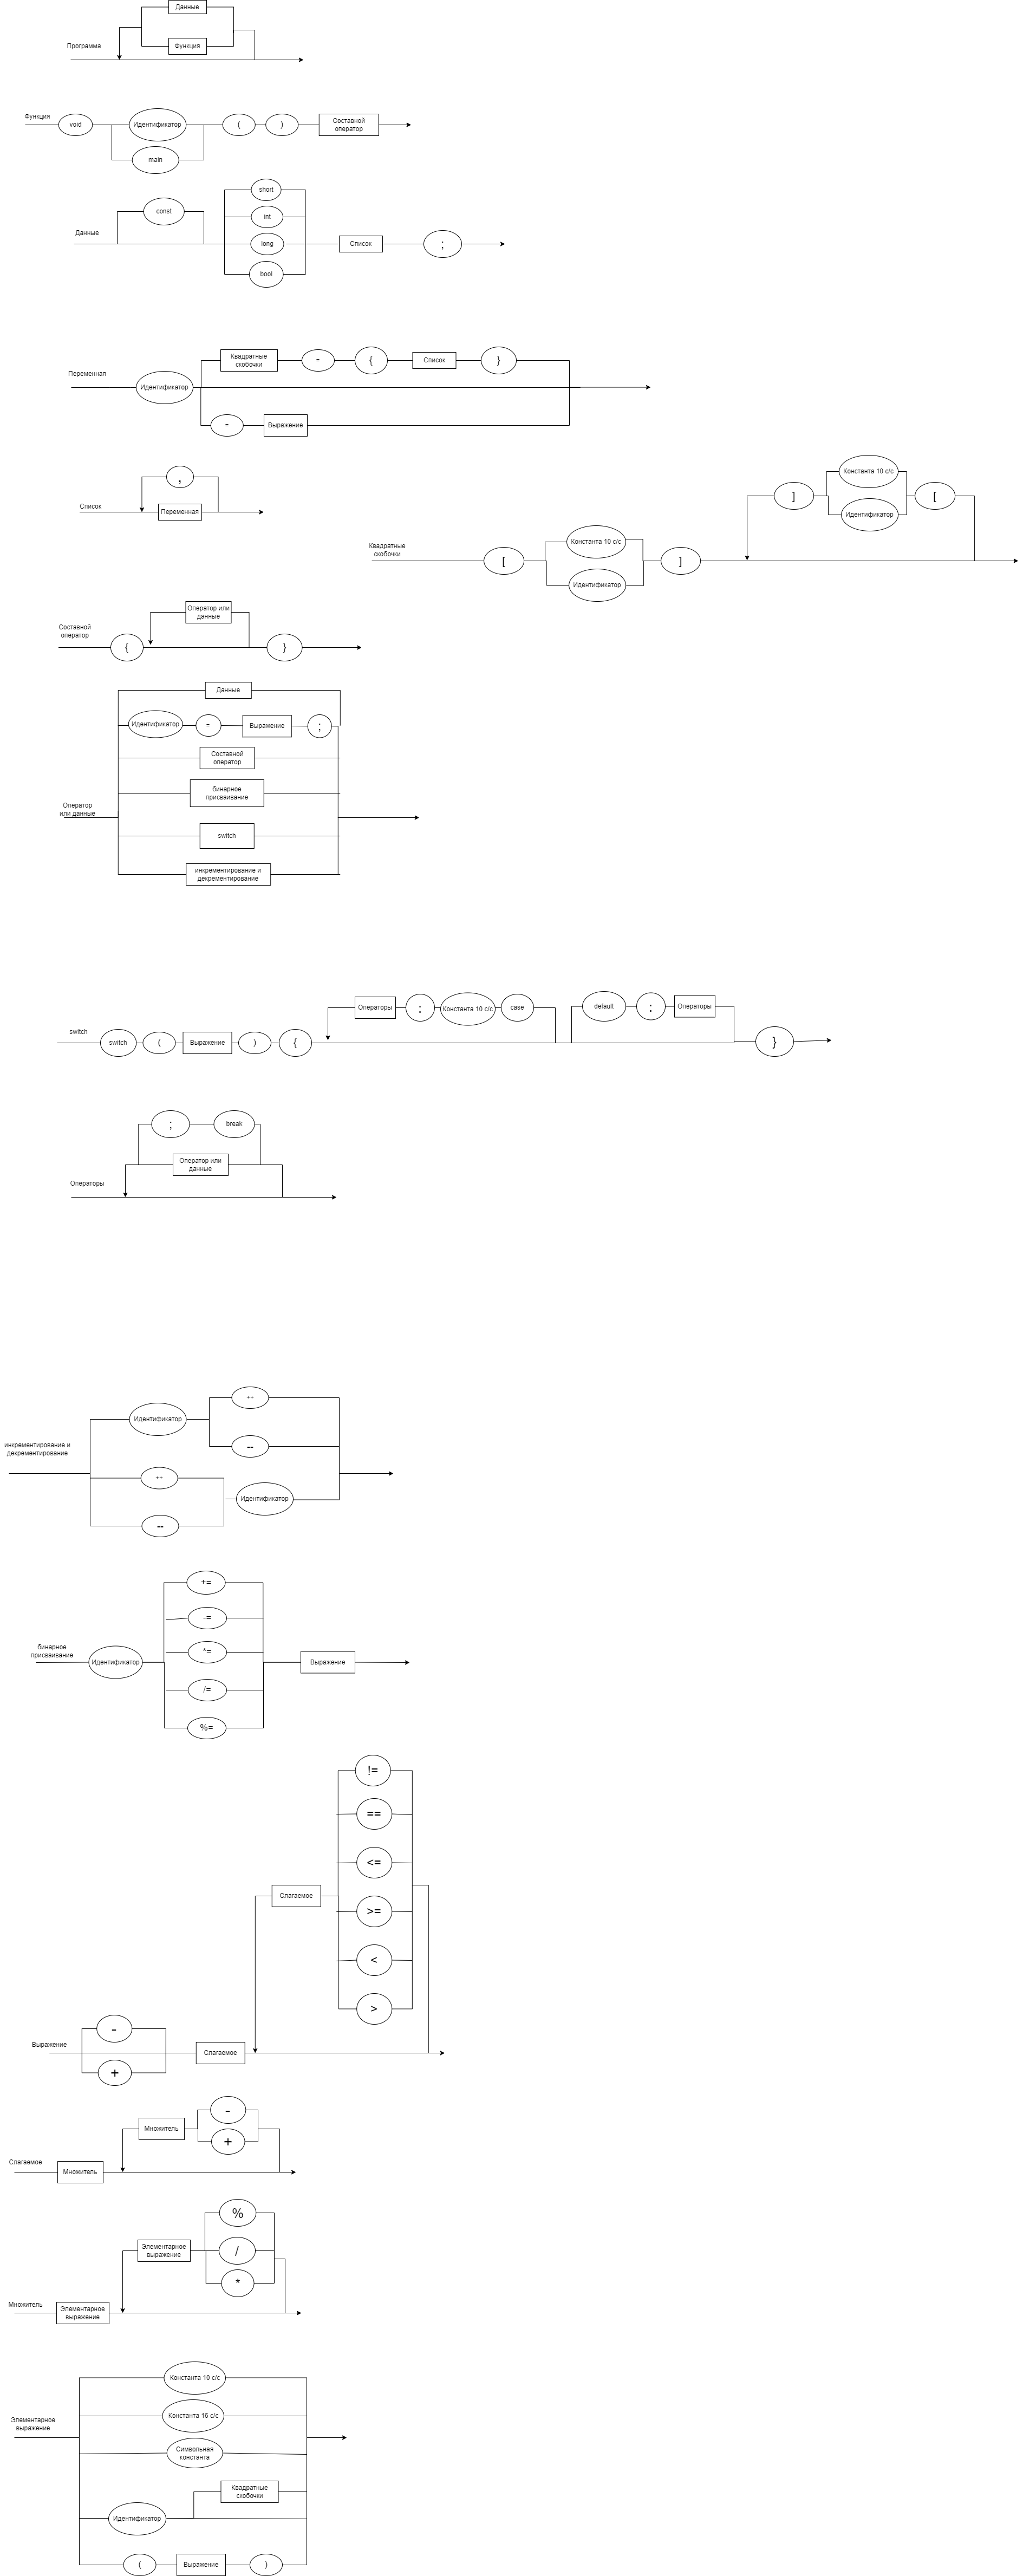 Данные
Функция
Программа
Функция
void
Идентификатор
(
)
Составной
оператор
main
short
const
int
Данные
long
Список
;
bool
Переменная
Идентификатор
Квадратные
скобочки
=
{
Список
}
=
Выражение
,
Список
Переменная
Константа 10 с/с
]
[
Идентификатор
Квадратные
скобочки
[
Константа 10 с/с
]
Идентификатор
Оператор или
данные
Составной
оператор
{
}
Данные
Идентификатор
=
Выражение
;
Составной
оператор
бинарное
присваивание
Оператор
или данные
switch
инкрементирование и
декрементирование
Операторы
:
Константа 10 с/с
case
default
:
Операторы
switch
switch
(
Выражение
)
{
}
;
break
Оператор или
данные
Операторы
++
Идентификатор
инкрементирование и
декрементирование
--
++
Идентификатор
--
+=
-=
бинарное
присваивание
Идентификатор
*=
Выражение
/=
%=
!=
==
<=
Слагаемое
>=
<
>
-
Выражение
Слагаемое
+
-
Множитель
+
Слагаемое
Множитель
%
Элементарное
выражение
/
*
Множитель
Элементарное
выражение
Константа 10 с/с
Константа 16 с/с
Элементарное
выражение
Символьная
константа
Квадратные
скобочки
Идентификатор
(
Выражение
)